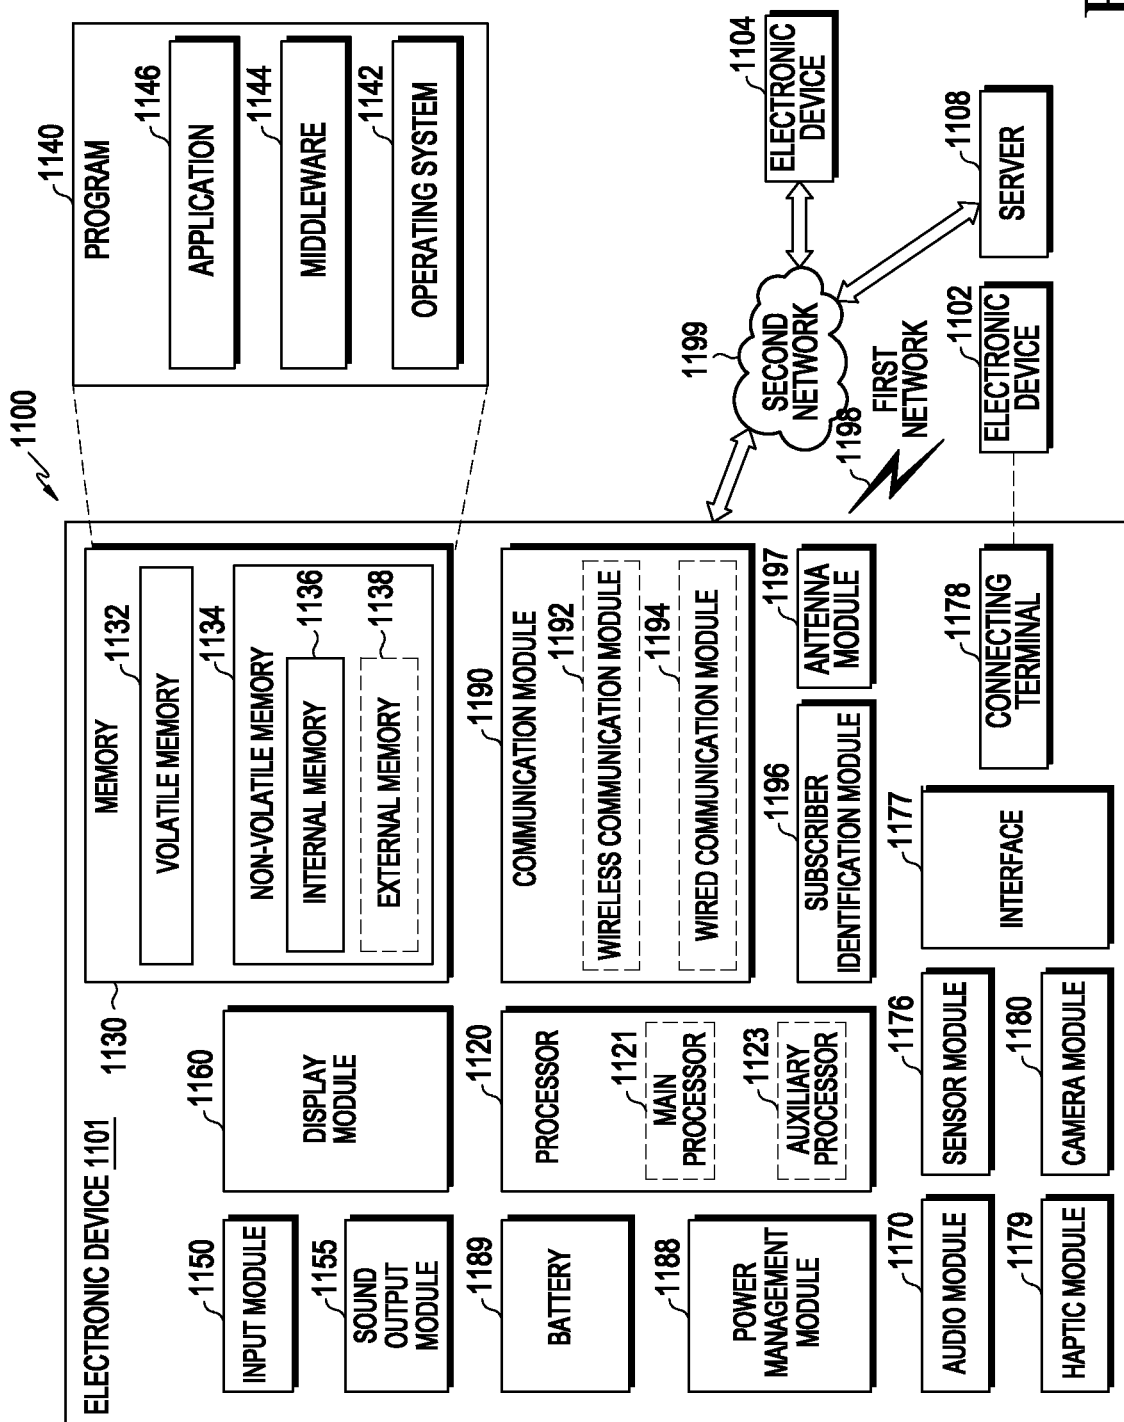 1100
ELECTRONIC DEVICE 1101
1150
INPUT MODULE
1155
SOUND
OUTPUT
MODULE
1160
DISPLAY
MODULE
1130
MEMORY
1132
VOLATILE MEMORY
1134
NON-VOLATILE MEMORY
1136
INTERNAL MEMORY
1138
EXTERNAL MEMORY
1140
PROGRAM
1146
APPLICATION
1144
MIDDLEWARE
1142
OPERATING SYSTEM
1189
BATTERY
1188
POWER
MANAGEMENT
MODULE
1120
PROCESSOR
1121
MAIN
PROCESSOR
1123
AUXILIARY
PROCESSOR
1190
COMMUNICATION MODULE
1192
WIRELESS COMMUNICATION MODULE
1194
WIRED COMMUNICATION MODULE
1196
SUBSCRIBER
IDENTIFICATION MODULE
1197
ANTENNA
MODULE
1170
AUDIO MODULE
1176
SENSOR MODULE
1177
INTERFACE
1178
CONNECTING
TERMINAL
1179
HAPTIC MODULE
1180
CAMERA MODULE
1199
SECOND
NETWORK
1198
FIRST
NETWORK
1104
ELECTRONIC
DEVICE
1108
SERVER
1102
ELECTRONIC
DEVICE